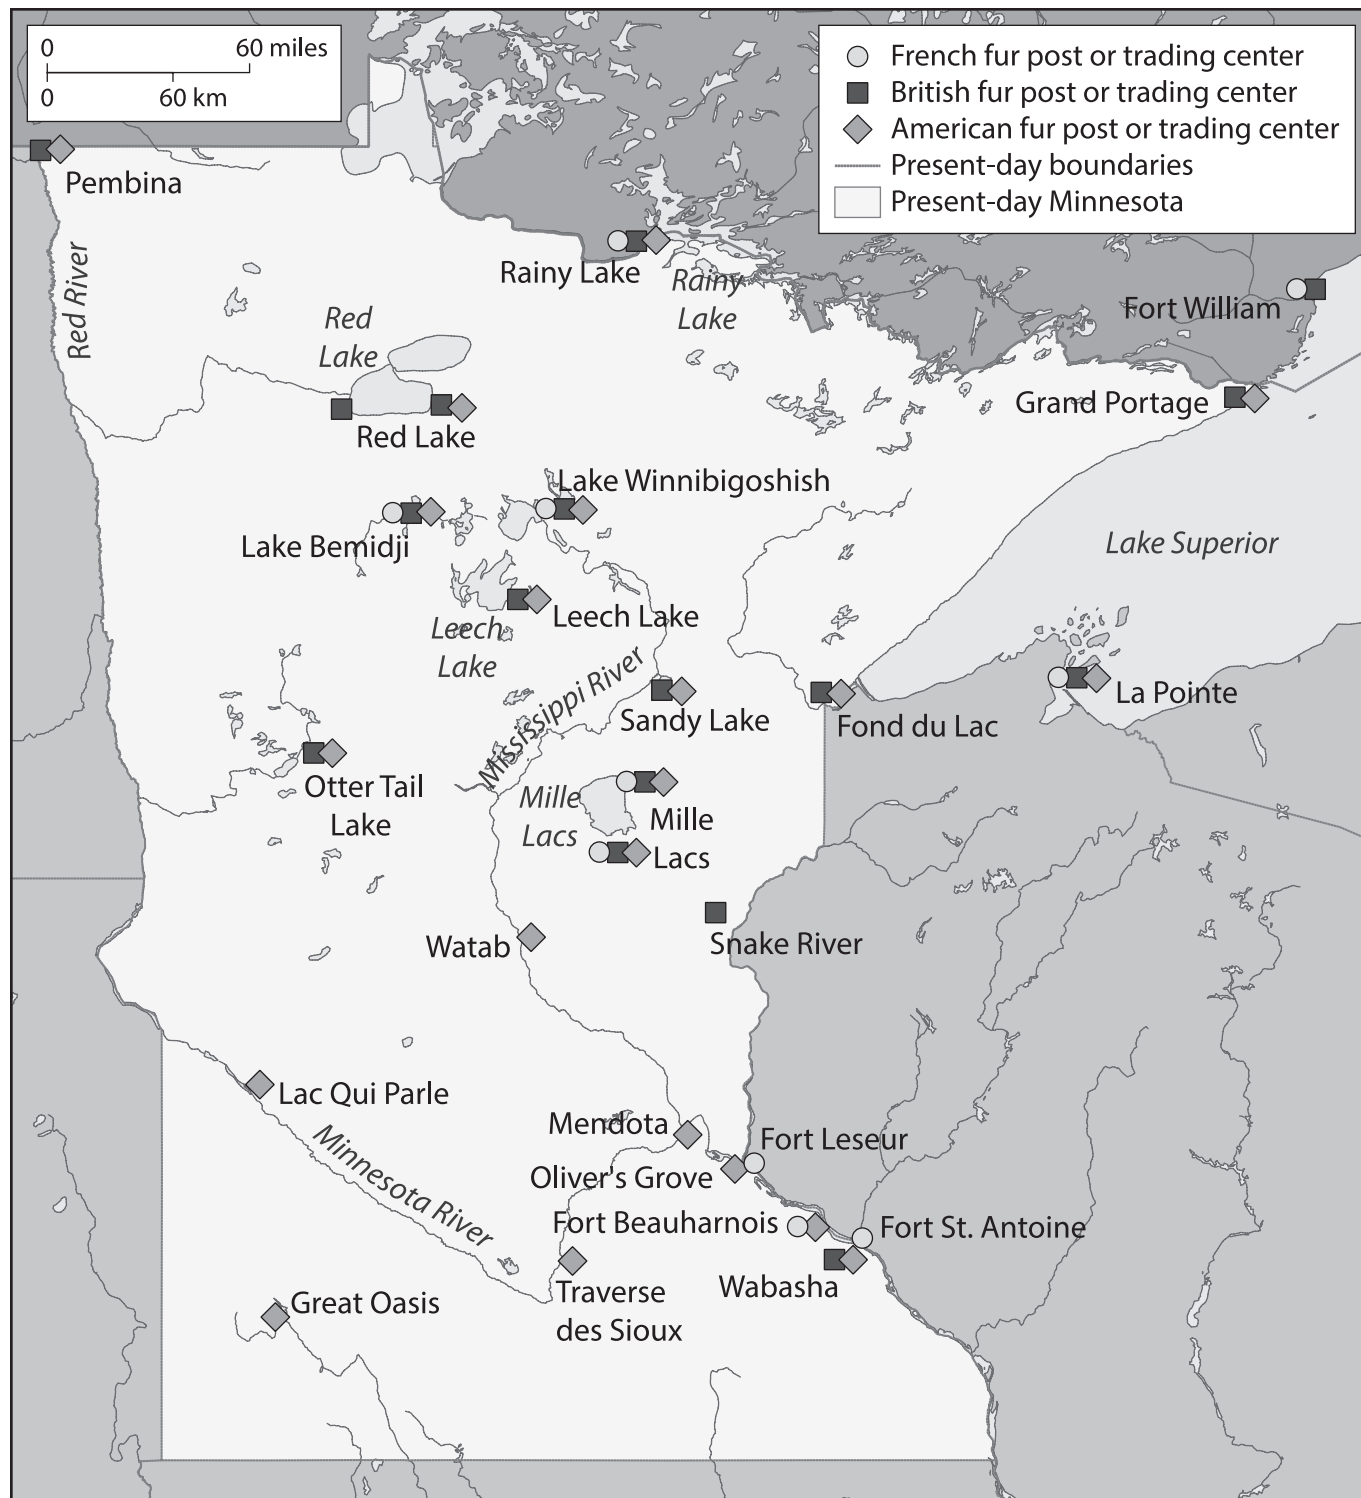 0 60 miles
0 60 km
French fur post or trading center
British fur post or trading center
American fur post or trading center
Present-day boundaries
Present-day Minnesota
Pembina
Red River
Rainy Lake
Rainy
Lake
Fort William
Red
Lake
Grand Portage
Red Lake
Lake Winnibigoshish
Lake Bemidji
Lake Superior
Leech Lake
Leech
Lake
Mississippi River
Sandy Lake
Fond du Lac
La Pointe
Otter Tail
Lake
Mille
Lacs
Mille
Lacs
Snake River
Watab
Lac Qui Parle
Minnesota River
Mendota
Fort Leseur
Oliver's Grove
Fort Beauharnois
Fort St. Antoine
Wabasha
Traverse
des Sioux
Great Oasis